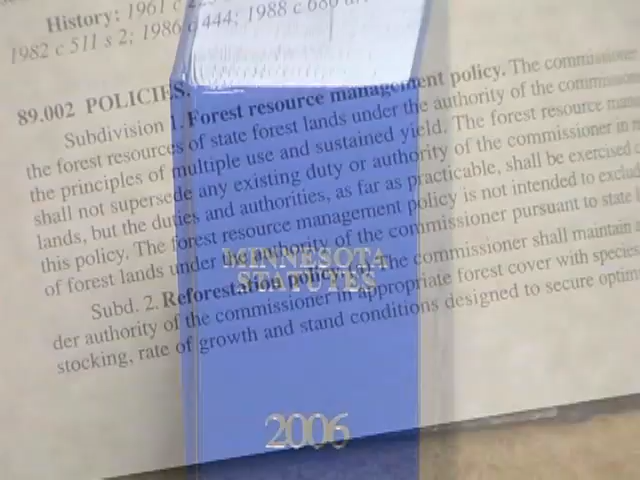 History: 1961 c
1982 c 511 s 2; 1986 c 444; 1988 c 680
89.002 POLICIES.
Subdivision 1. Forest resource management policy. The commissioner
the forest resources of state forest lands under the authority of the commissioner
the principles of multiple use and sustained yield. The forest resource
shall not supersede any existing duty or authority of the commissioner in
lands, but the duties and authorities, as far as practicable, shall be exercised
this policy. The forest resource management policy is not intended to exclude
of forest lands under the authority of the commissioner pursuant to state
Subd. 2. Reforestation policy. (a) The commissioner shall maintain
der authority of the commissioner in appropriate forest cover with species
stocking, rate of growth and stand conditions designed to secure optim
MINNESOTA
STATUTES
2006